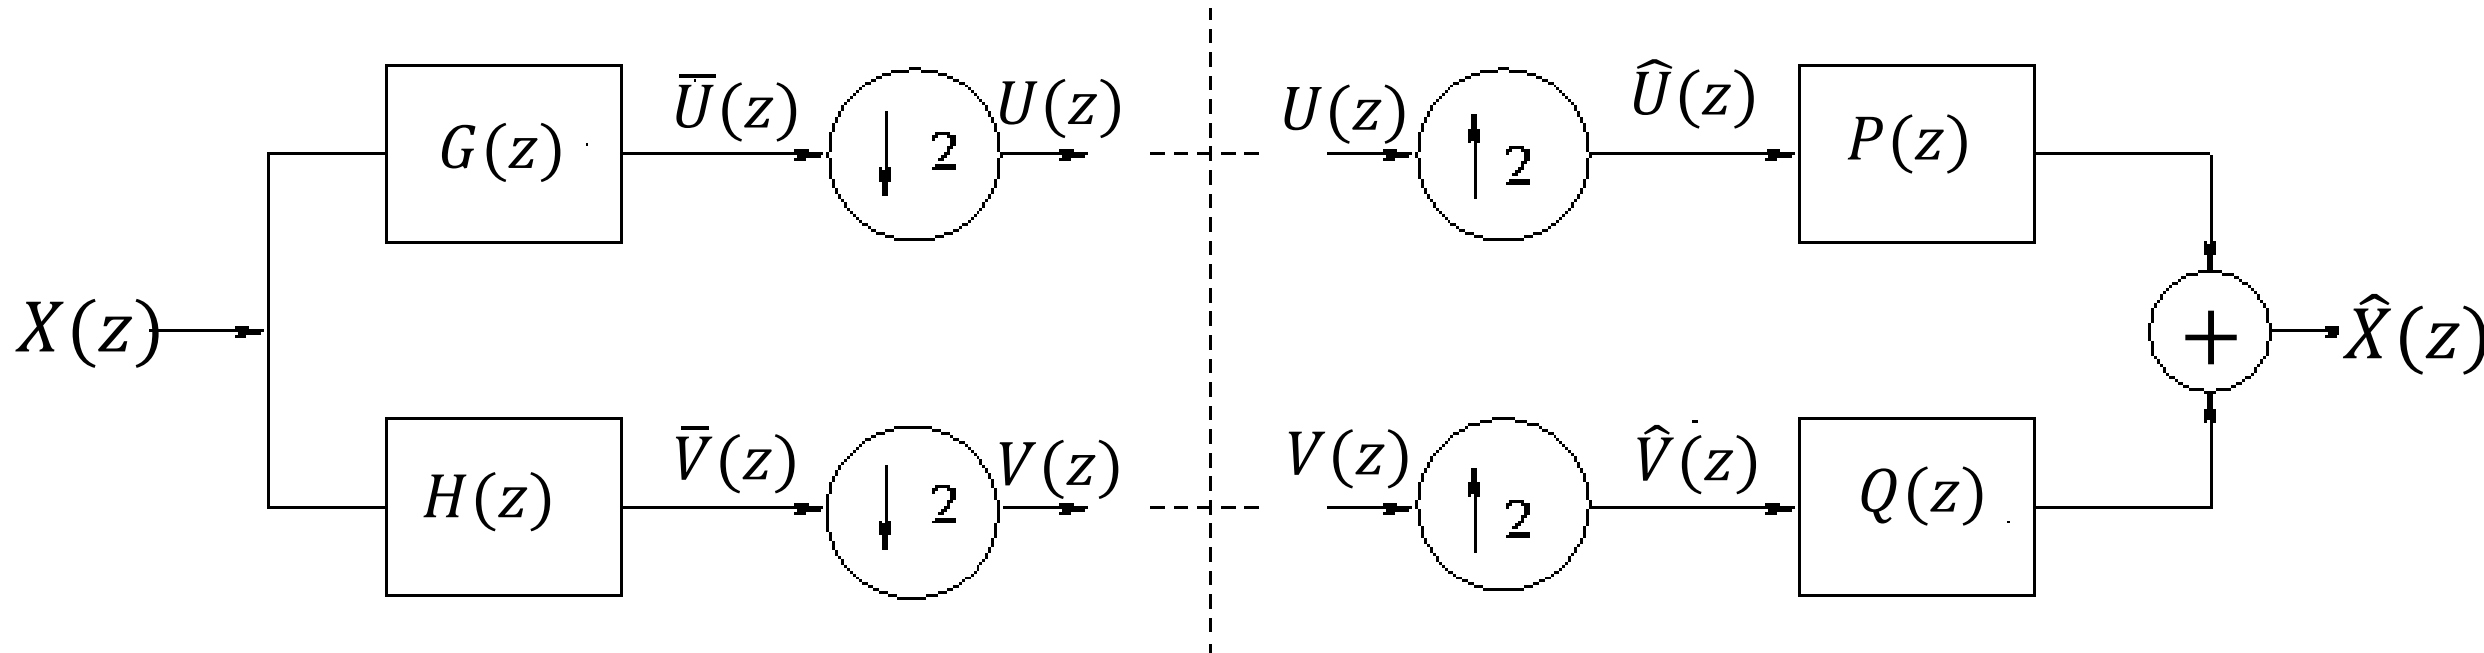 G(z)
U̅(z)
↓ 2
U(z)
U(z)
↑ 2
Û(z)
P(z)
X(z)
+
X̂(z)
H(z)
V̅(z)
↓ 2
V(z)
V(z)
↑ 2
V̂(z)
Q(z)